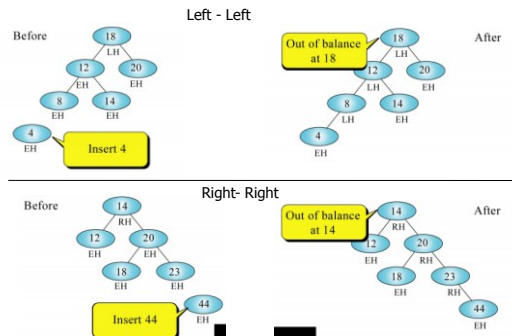 Left - Left
Before
18
LH
12
EH
20
EH
8
EH
14
EH
4
EH
Insert 4
After
Out of balance
at 18
18
LH
12
LH
20
EH
8
LH
14
EH
4
EH
Right- Right
Before
14
RH
12
EH
20
EH
18
EH
23
EH
44
EH
Insert 44
After
Out of balance
at 14
14
RH
12
EH
20
RH
18
EH
23
RH
44
EH